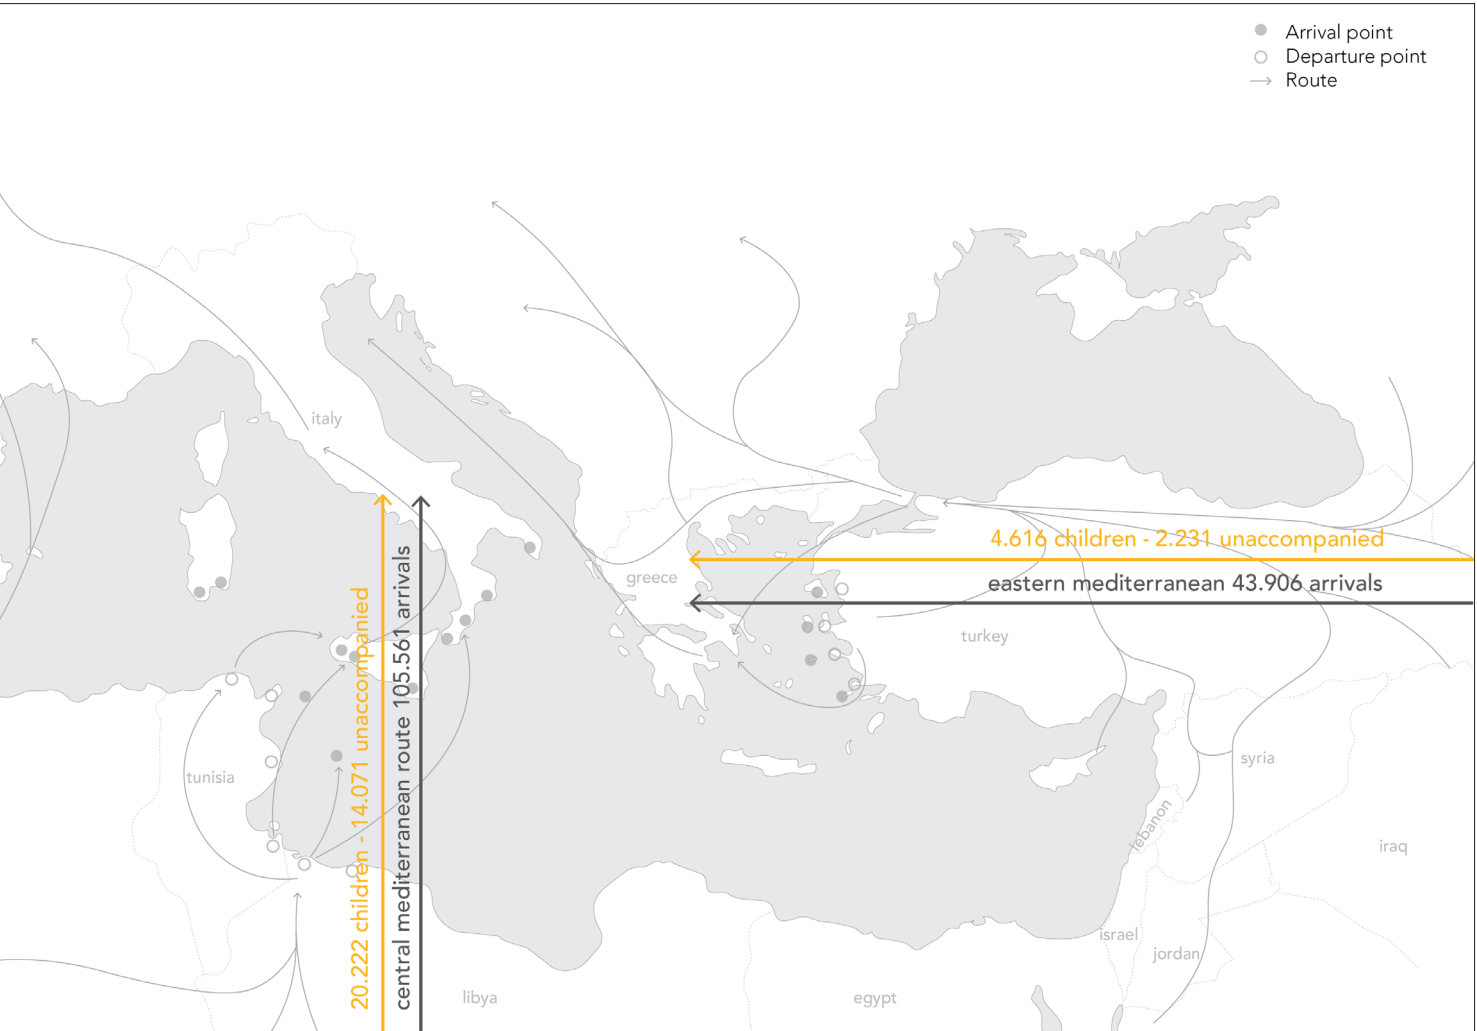 Arrival point
Departure point
Route
italy
4.616 children - 2.231 unaccompanied
greece
eastern mediterranean 43.906 arrivals
turkey
20.222 children - 14.071 unaccompanied
central mediterranean route 105.561 arrivals
tunisia
syria
lebanon
iraq
israel
jordan
libya
egypt